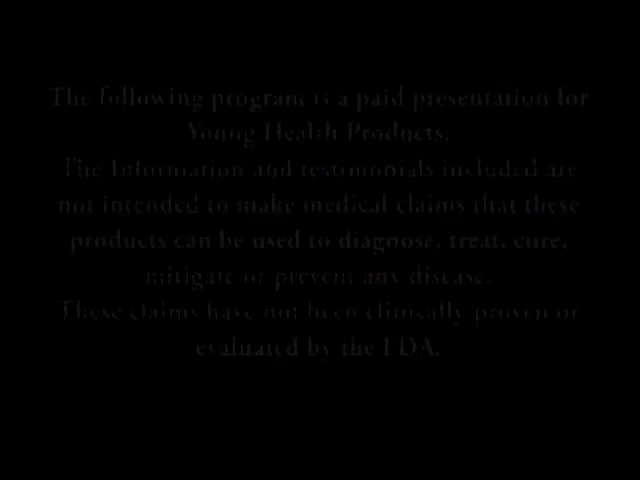 The following program is a paid presentation for
Young Health Products.
The Information and testimonials included are
not intended to make medical claims that these
products can be used to diagnose, treat, cure,
mitigate or prevent any disease.
These claims have not been clinically proven or
evaluated by the FDA.